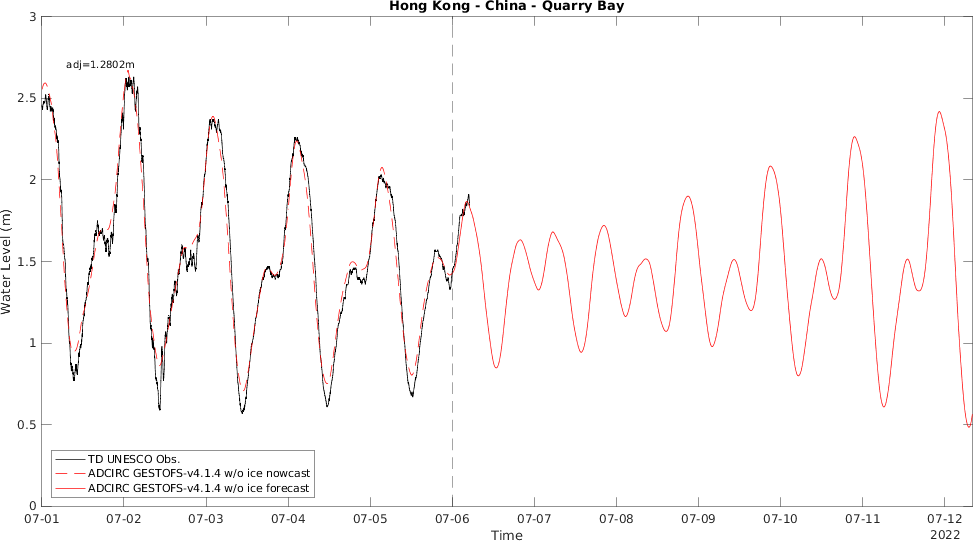 Hong Kong - China - Quarry Bay
adj=1.2802m
3
2.5
2
1.5
1
0.5
0
Water Level (m)
TD UNESCO Obs.
ADCIRC GESTOFS-v4.1.4 w/o ice nowcast
ADCIRC GESTOFS-v4.1.4 w/o ice forecast
07-01 07-02 07-03 07-04 07-05 07-06 07-07 07-08 07-09 07-10 07-11 07-12
Time
2022